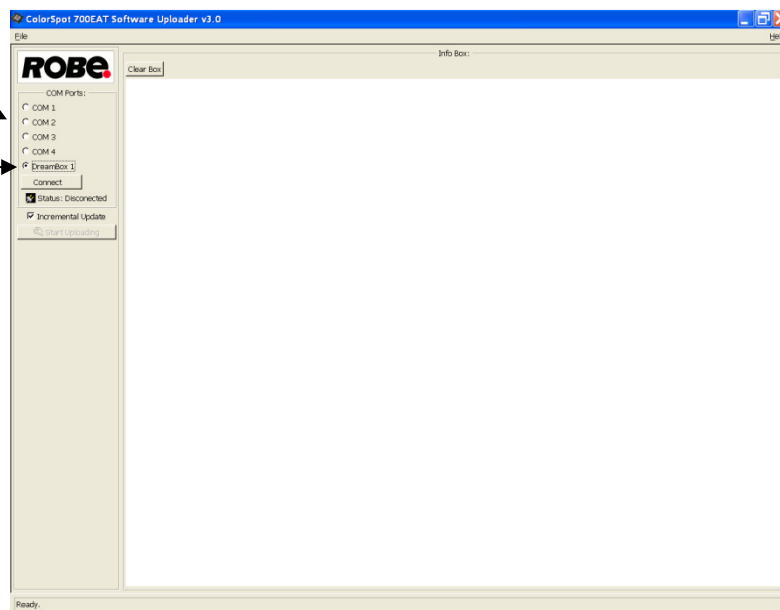 ColorSpot 700EAT Software Uploader v3.0
File
Hel
ROBE
COM Ports:
COM 1
COM 2
COM 3
COM 4
DreamBox 1
Connect
Status: Disconected
Incremental Update
Start Uploading
Info Box:
Clear Box
Ready.